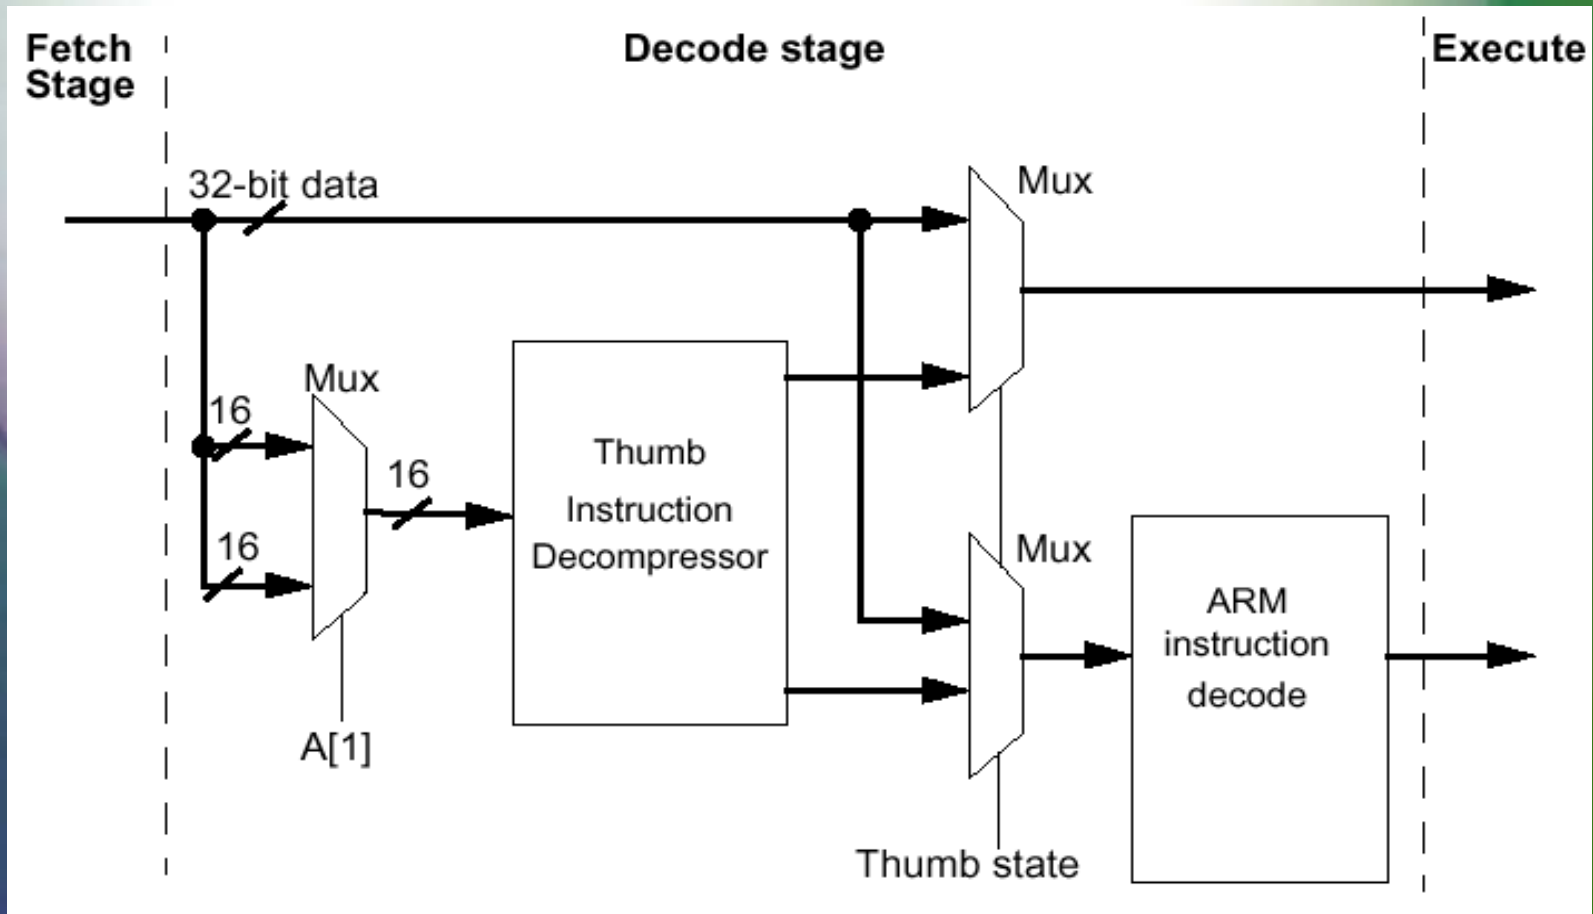 Fetch
Stage
Decode stage
Execute
32-bit data
Mux
Mux
16
16
16
Thumb
Instruction
Decompressor
Mux
ARM
instruction
decode
A[1]
Thumb state